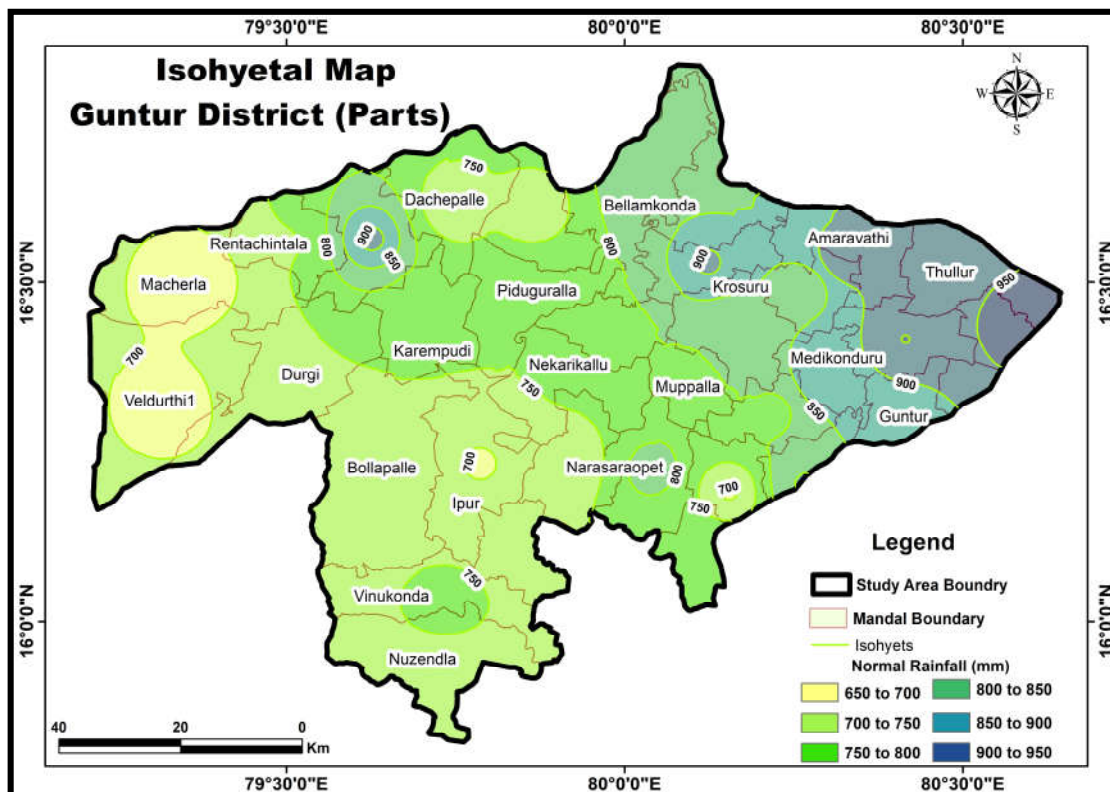 79°30'0"E
80°0'0"E
80°30'0"E
Isohyetal Map
Guntur District (Parts)
N
W
E
S
16°30'0"N
16°0'0"N
16°30'0"N
16°0'0"N
750
Dachepalle
Bellamkonda
Rentachintala
800
900
850
800
Amaravathi
900
Thullur
950
Macherla
Krosuru
Piduguralla
700
Karempudi
Nekarikallu
Medikonduru
Durgi
Muppalla
750
900
Veldurthi1
850
Guntur
Bollapalle
700
Narasaraopet
800
700
Ipur
750
750
Vinukonda
Nuzendla
Legend
Study Area Boundry
Mandal Boundary
Isohyets
Normal Rainfall (mm)
650 to 700
800 to 850
700 to 750
850 to 900
750 to 800
900 to 950
40
20
0
Km
79°30'0"E
80°0'0"E
80°30'0"E